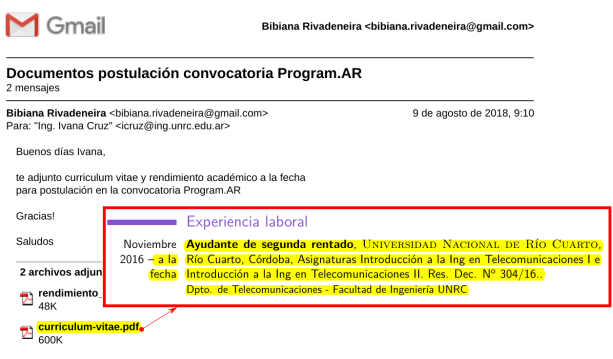 Gmail
Bibiana Rivadeneira <bibiana.rivadeneira@gmail.com>
Documentos postulación convocatoria Program.AR
2 mensajes
Bibiana Rivadeneira <bibiana.rivadeneira@gmail.com> 9 de agosto de 2018, 9:10
Para: "Ing. Ivana Cruz" <icruz@ing.unrc.edu.ar>
Buenos días Ivana,
te adjunto curriculum vitae y rendimiento académico a la fecha
para postulación en la convocatoria Program.AR
Gracias!
Saludos
2 archivos adjun
rendimiento_
48K
curriculum-vitae.pdf
600K
Experiencia laboral
Noviembre Ayudante de segunda rentado, UNIVERSIDAD NACIONAL DE RÍO CUARTO,
2016 – a la Río Cuarto, Córdoba, Asignaturas Introducción a la Ing en Telecomunicaciones I e
fecha Introducción a la Ing en Telecomunicaciones II. Res. Dec. Nº 304/16..
Dpto. de Telecomunicaciones - Facultad de Ingeniería UNRC